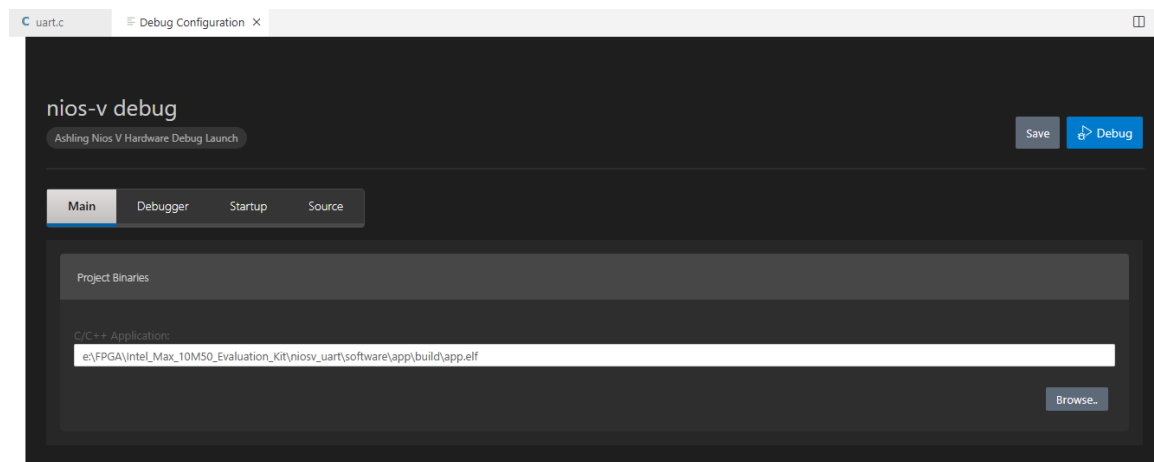 C uart.c Debug Configuration ×
nios-v debug
Ashling Nios V Hardware Debug Launch
Save Debug
Main Debugger Startup Source
Project Binaries
C/C++ Application:
e:\FPGA\Intel_Max_10M50_Evaluation_Kit\niosv_uart\software\app\build\app.elf
Browse..